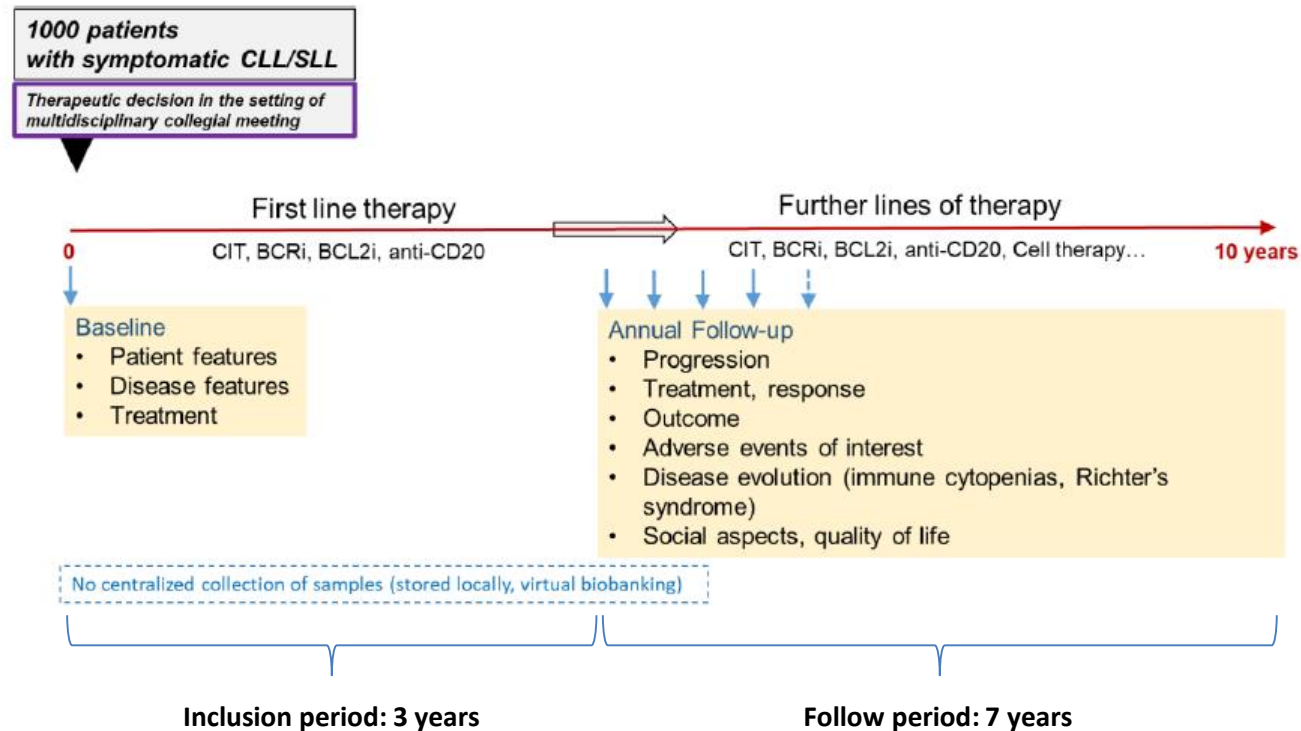 1000 patients
with symptomatic CLL/SLL
Therapeutic decision in the setting of
multidisciplinary collegial meeting
First line therapy
Further lines of therapy
0
CIT, BCRi, BCL2i, anti-CD20
CIT, BCRi, BCL2i, anti-CD20, Cell therapy...
10 years
Baseline
• Patient features
• Disease features
• Treatment
Annual Follow-up
• Progression
• Treatment, response
• Outcome
• Adverse events of interest
• Disease evolution (immune cytopenias, Richter's
syndrome)
• Social aspects, quality of life
No centralized collection of samples (stored locally, virtual biobanking)
Inclusion period: 3 years
Follow period: 7 years